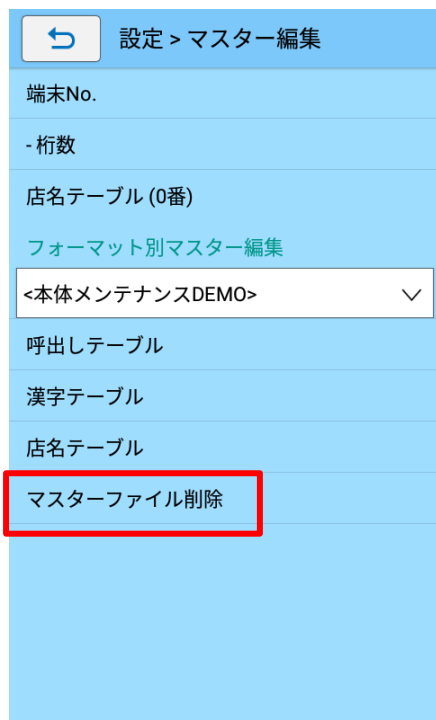 設定 > マスター編集
端末No.
- 桁数
店名テーブル (0番)
フォーマット別マスター編集
<本体メンテナンスDEMO>
呼出しテーブル
漢字テーブル
店名テーブル
マスターファイル削除